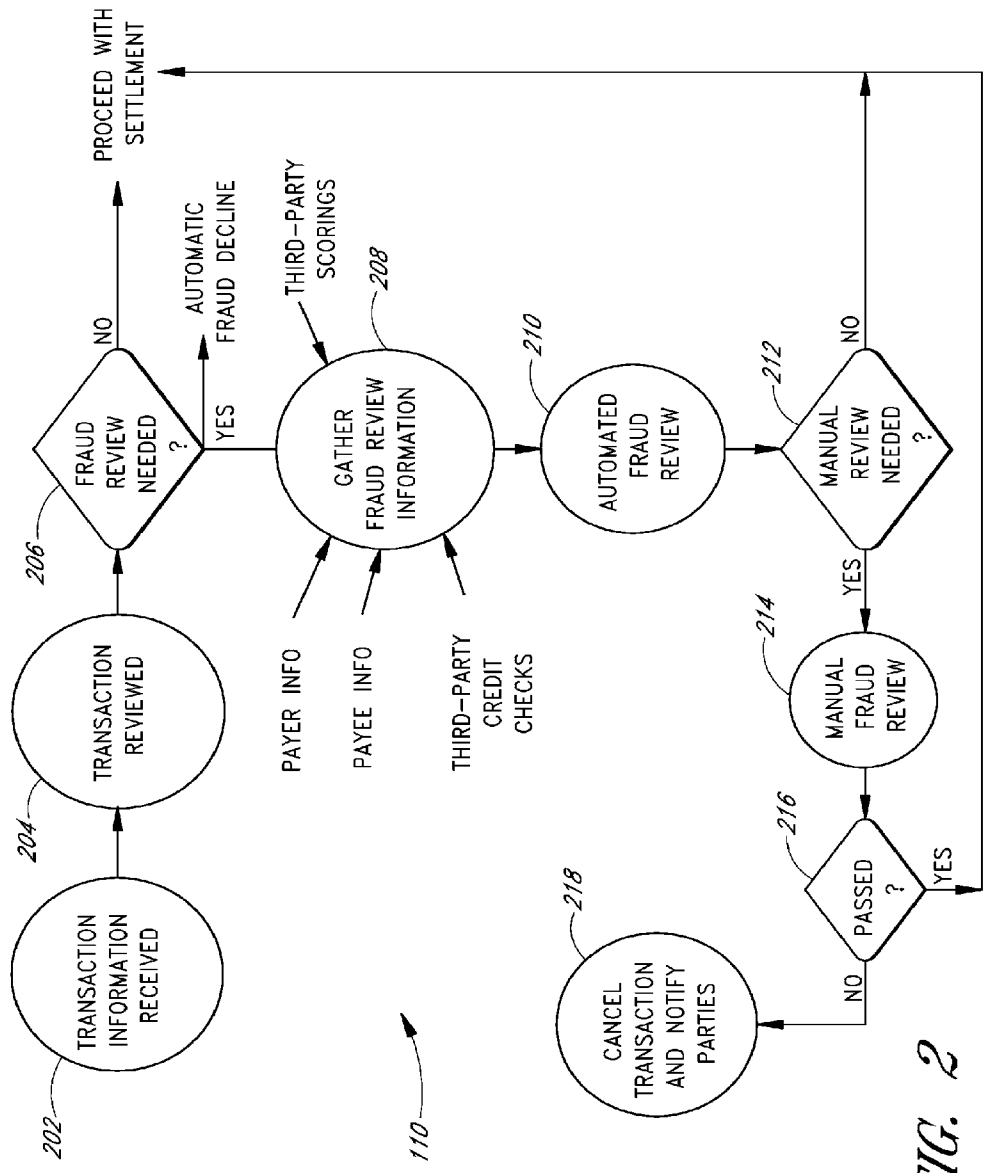 202
TRANSACTION
INFORMATION
RECEIVED
204
TRANSACTION
REVIEWED
206
FRAUD
REVIEW
NEEDED
?
NO
PROCEED WITH
SETTLEMENT
YES
AUTOMATIC
FRAUD DECLINE
PAYER INFO
PAYEE INFO
THIRD-PARTY
CREDIT
CHECKS
THIRD-PARTY
SCORINGS
208
GATHER
FRAUD REVIEW
INFORMATION
210
AUTOMATED
FRAUD
REVIEW
212
MANUAL
REVIEW
NEEDED
?
NO
YES
214
MANUAL
FRAUD
REVIEW
216
PASSED
?
YES
NO
218
CANCEL
TRANSACTION
AND NOTIFY
PARTIES
110
FIG. 2